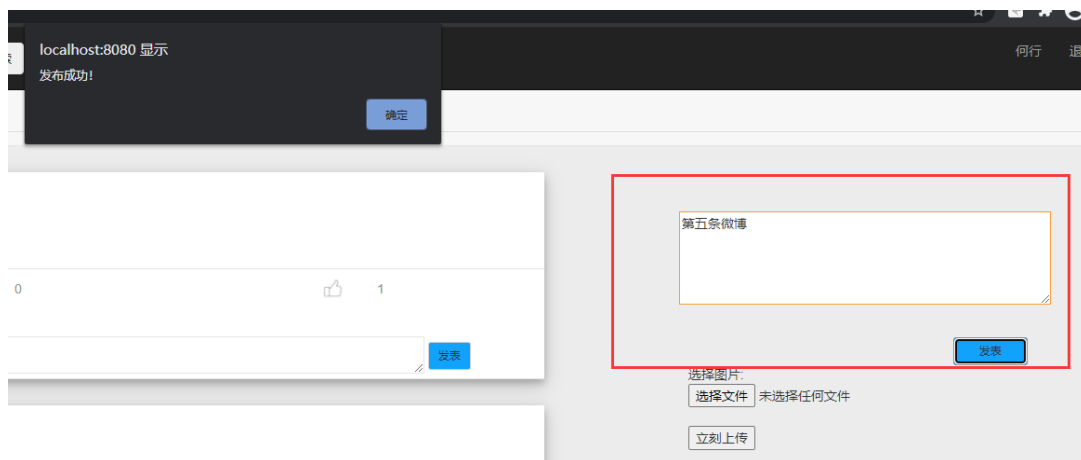 localhost:8080 显示
发布成功!
确定
何行
第五条微博
0
1
发表
发表
选择图片:
选择文件 未选择任何文件
立刻上传